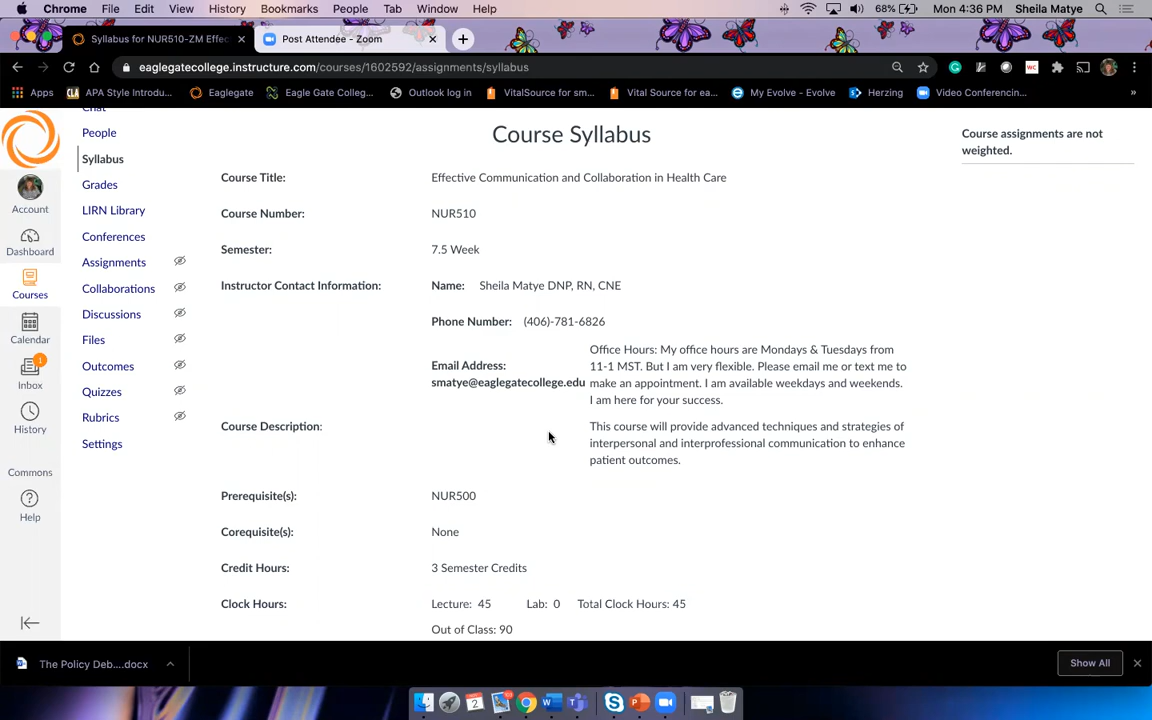 Chrome File Edit View History Bookmarks People Tab Window Help 68% Mon 4:36 PM Sheila Matye
Syllabus for NUR510-ZM Effec Post Attendee - Zoom
eaglegatecollege.instructure.com/courses/1602592/assignments/syllabus
Apps APA Style Introdu... Eaglegate Eagle Gate Colleg... Outlook log in VitalSource for sm... Vital Source for ea... My Evolve - Evolve Herzing Video Conferencin... »
Account
Dashboard
Courses
Calendar
1
Inbox
History
Commons
Help
Chat
People
Syllabus
Grades
LIRN Library
Conferences
Assignments
Collaborations
Discussions
Files
Outcomes
Quizzes
Rubrics
Settings
Course Syllabus
Course Title: Effective Communication and Collaboration in Health Care
Course Number: NUR510
Semester: 7.5 Week
Instructor Contact Information: Name: Sheila Matye DNP, RN, CNE
Phone Number: (406)-781-6826
Email Address:
smatye@eaglegatecollege.edu
Office Hours: My office hours are Mondays & Tuesdays from
11-1 MST. But I am very flexible. Please email me or text me to
make an appointment. I am available weekdays and weekends.
I am here for your success.
Course Description: This course will provide advanced techniques and strategies of
interpersonal and interprofessional communication to enhance
patient outcomes.
Prerequisite(s): NUR500
Corequisite(s): None
Credit Hours: 3 Semester Credits
Clock Hours: Lecture: 45 Lab: 0 Total Clock Hours: 45
Out of Class: 90
Course assignments are not
weighted.
The Policy Deb....docx Show All